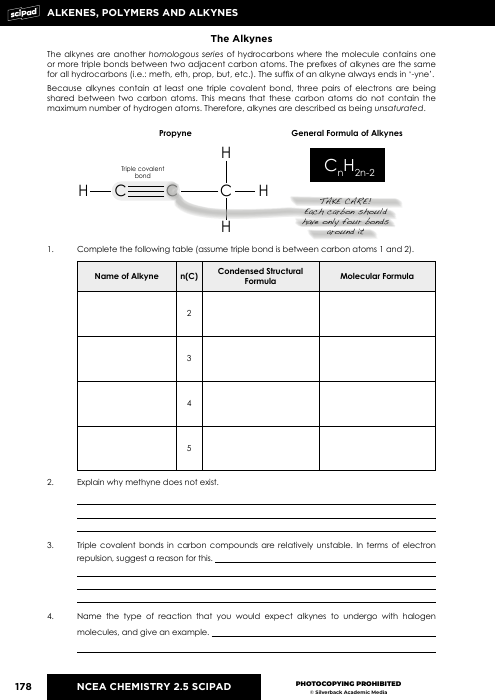 scipad ALKENES, POLYMERS AND ALKYNES
The Alkynes
The alkynes are another homologous series of hydrocarbons where the molecule contains one
or more triple bonds between two adjacent carbon atoms. The prefixes of alkynes are the same
for all hydrocarbons (i.e.: meth, eth, prop, but, etc.). The suffix of an alkyne always ends in ‘-yne’.
Because alkynes contain at least one triple covalent bond, three pairs of electrons are being
shared between two carbon atoms. This means that these carbon atoms do not contain the
maximum number of hydrogen atoms. Therefore, alkynes are described as being unsaturated.
Propyne
General Formula of Alkynes
H
Triple covalent
bond
H C C C H
H
CnH2n-2
TAKE CARE!
Each carbon should
have only four bonds
around it
1. Complete the following table (assume triple bond is between carbon atoms 1 and 2).
Name of Alkyne n(C) Condensed Structural Molecular Formula
Formula
2
3
4
5
2. Explain why methyne does not exist.
3. Triple covalent bonds in carbon compounds are relatively unstable. In terms of electron
repulsion, suggest a reason for this.
4. Name the type of reaction that you would expect alkynes to undergo with halogen
molecules, and give an example.
178 NCEA CHEMISTRY 2.5 SCIPAD PHOTOCOPYING PROHIBITED
© Silverback Academic Media